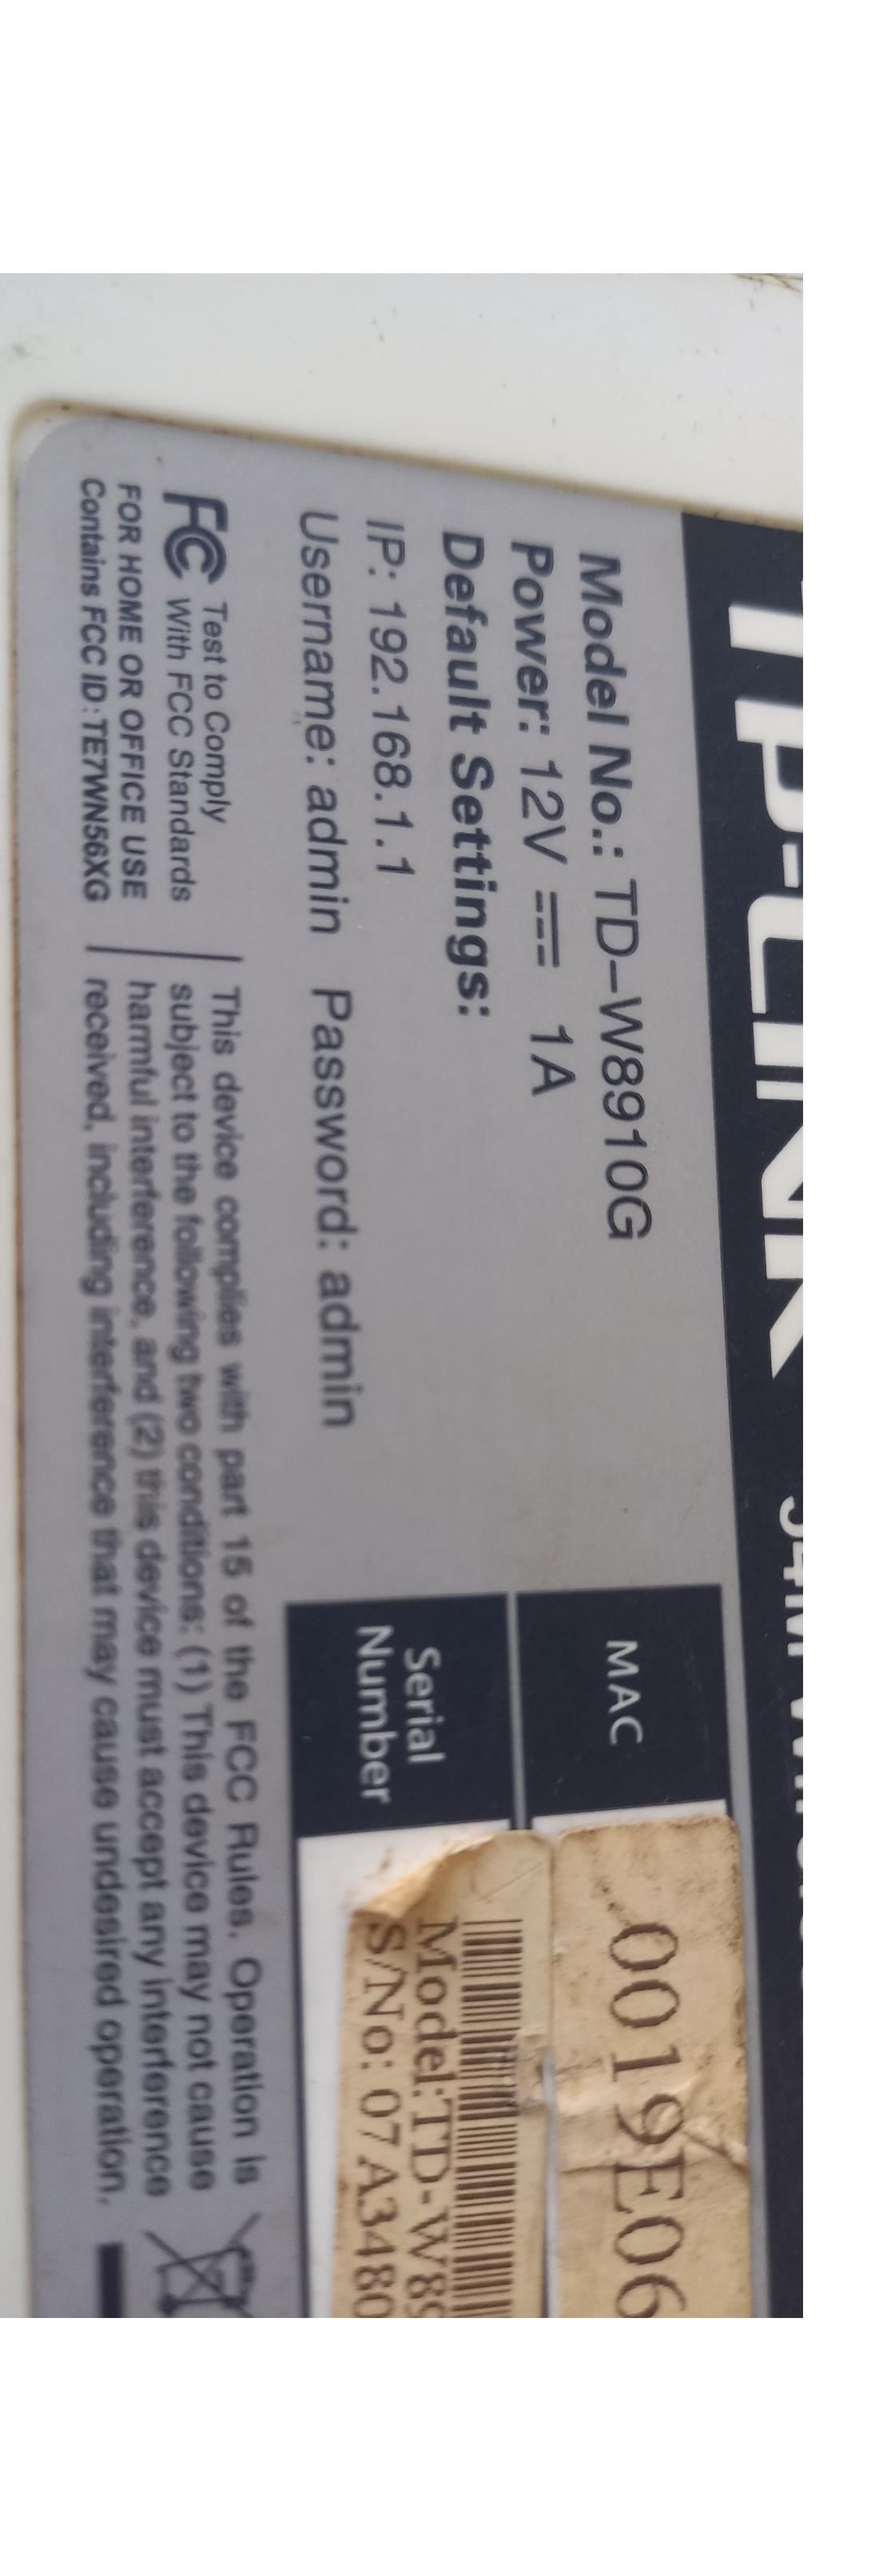 TP-LINK
54M Wireless
Model No.: TD–W8910G
Power: 12V ⎓ 1A
Default Settings:
IP: 192.168.1.1
Username: admin Password: admin
MAC
0019E06
Serial
Number
Model:TD-W89
S/No: 07A3480
FC Test to Comply
With FCC Standards
FOR HOME OR OFFICE USE
Contains FCC ID : TE7WN56XG
This device complies with part 15 of the FCC Rules. Operation is
subject to the following two conditions: (1) This device may not cause
harmful interference, and (2) this device must accept any interference
received, including interference that may cause undesired operation.